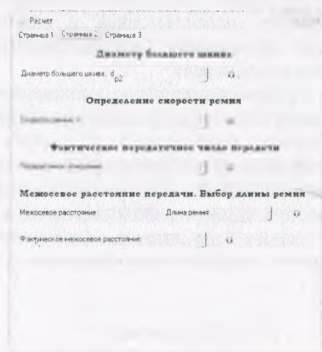 Расчет
Страница 1 Страница 2 Страница 3
Диаметр большего шкива
Диаметр большего шкива, d p2
Определение скорости ремня
Фактическое передаточное число передачи
Межосевое расстояние передачи. Выбор длины ремня
Межосевое расстояние Длина ремня
Фактическое межосевое расстояние